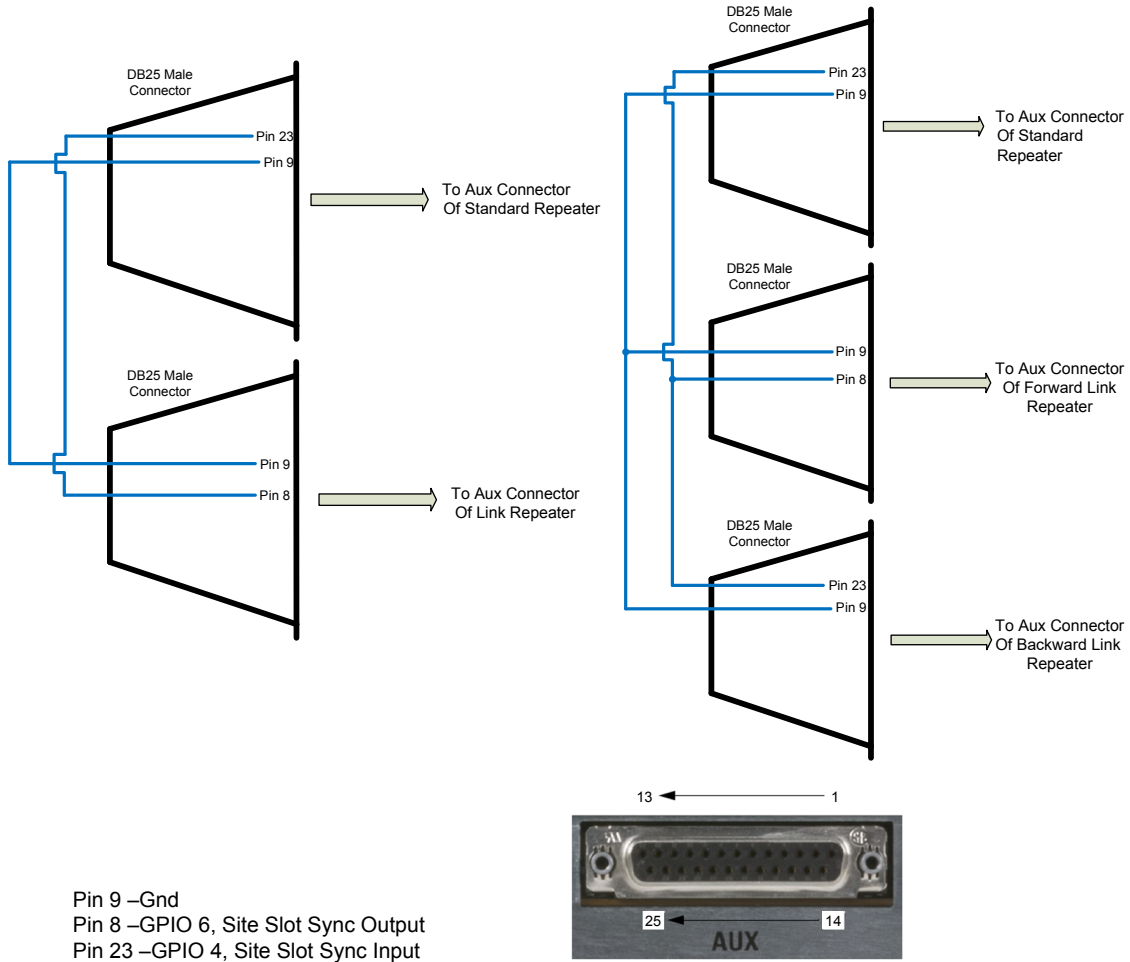 DB25 Male
Connector
Pin 23
Pin 9
To Aux Connector
Of Standard Repeater
DB25 Male
Connector
Pin 9
Pin 8
To Aux Connector
Of Link Repeater
DB25 Male
Connector
Pin 23
Pin 9
To Aux Connector
Of Standard
Repeater
DB25 Male
Connector
Pin 9
Pin 8
To Aux Connector
Of Forward Link
Repeater
DB25 Male
Connector
Pin 23
Pin 9
To Aux Connector
Of Backward Link
Repeater
13 1
25 14
AUX
Pin 9 –Gnd
Pin 8 –GPIO 6, Site Slot Sync Output
Pin 23 –GPIO 4, Site Slot Sync Input